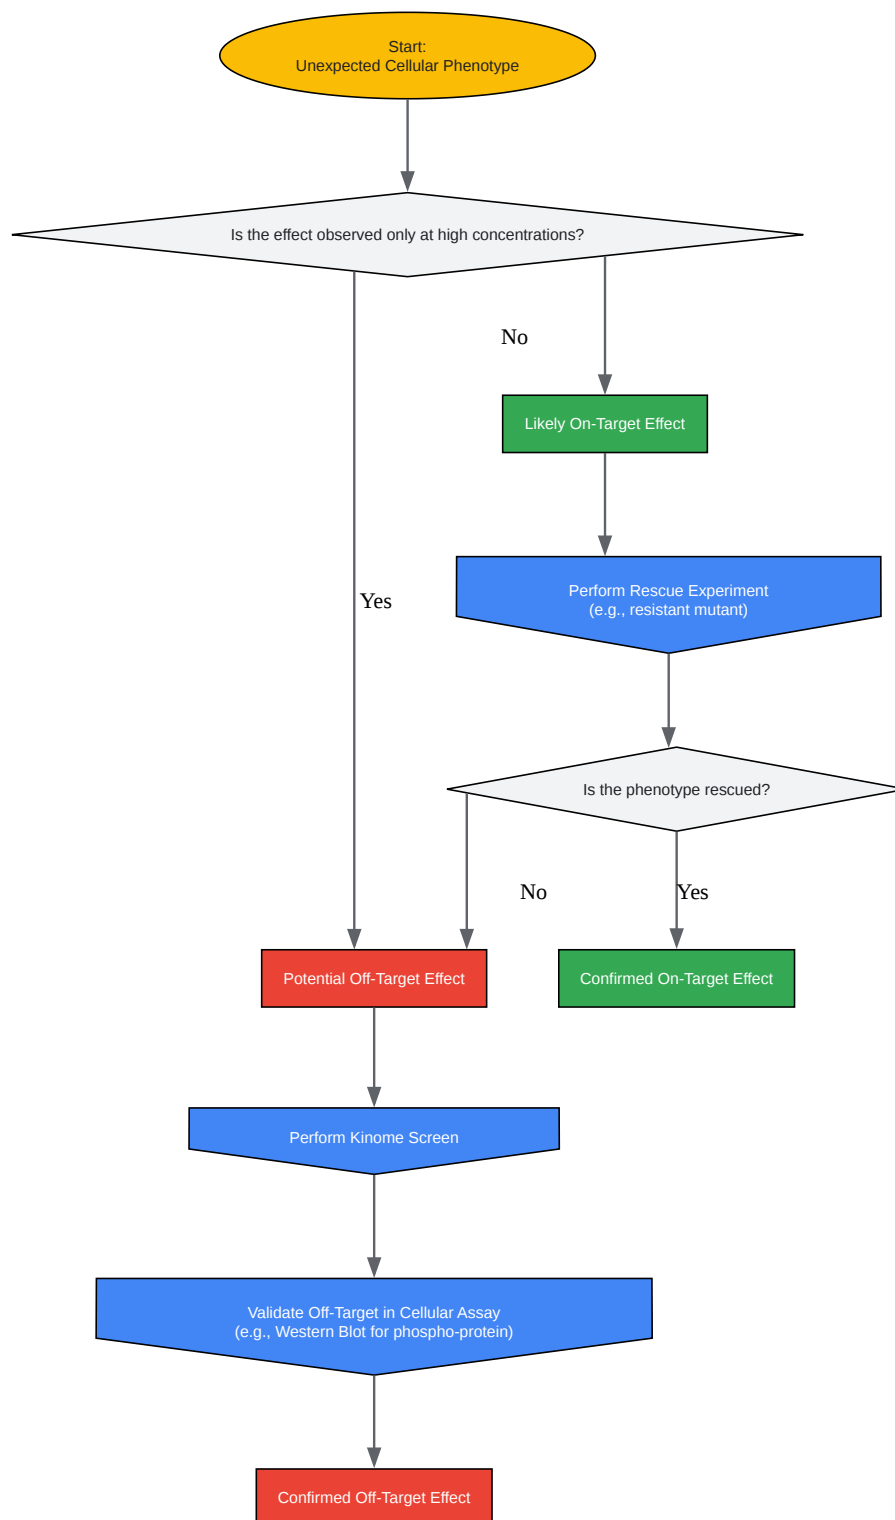 Start:
Unexpected Cellular Phenotype
Is the effect observed only at high concentrations?
No
Likely On-Target Effect
Perform Rescue Experiment
(e.g., resistant mutant)
Yes
Is the phenotype rescued?
No
Yes
Potential Off-Target Effect
Confirmed On-Target Effect
Perform Kinome Screen
Validate Off-Target in Cellular Assay
(e.g., Western Blot for phospho-protein)
Confirmed Off-Target Effect